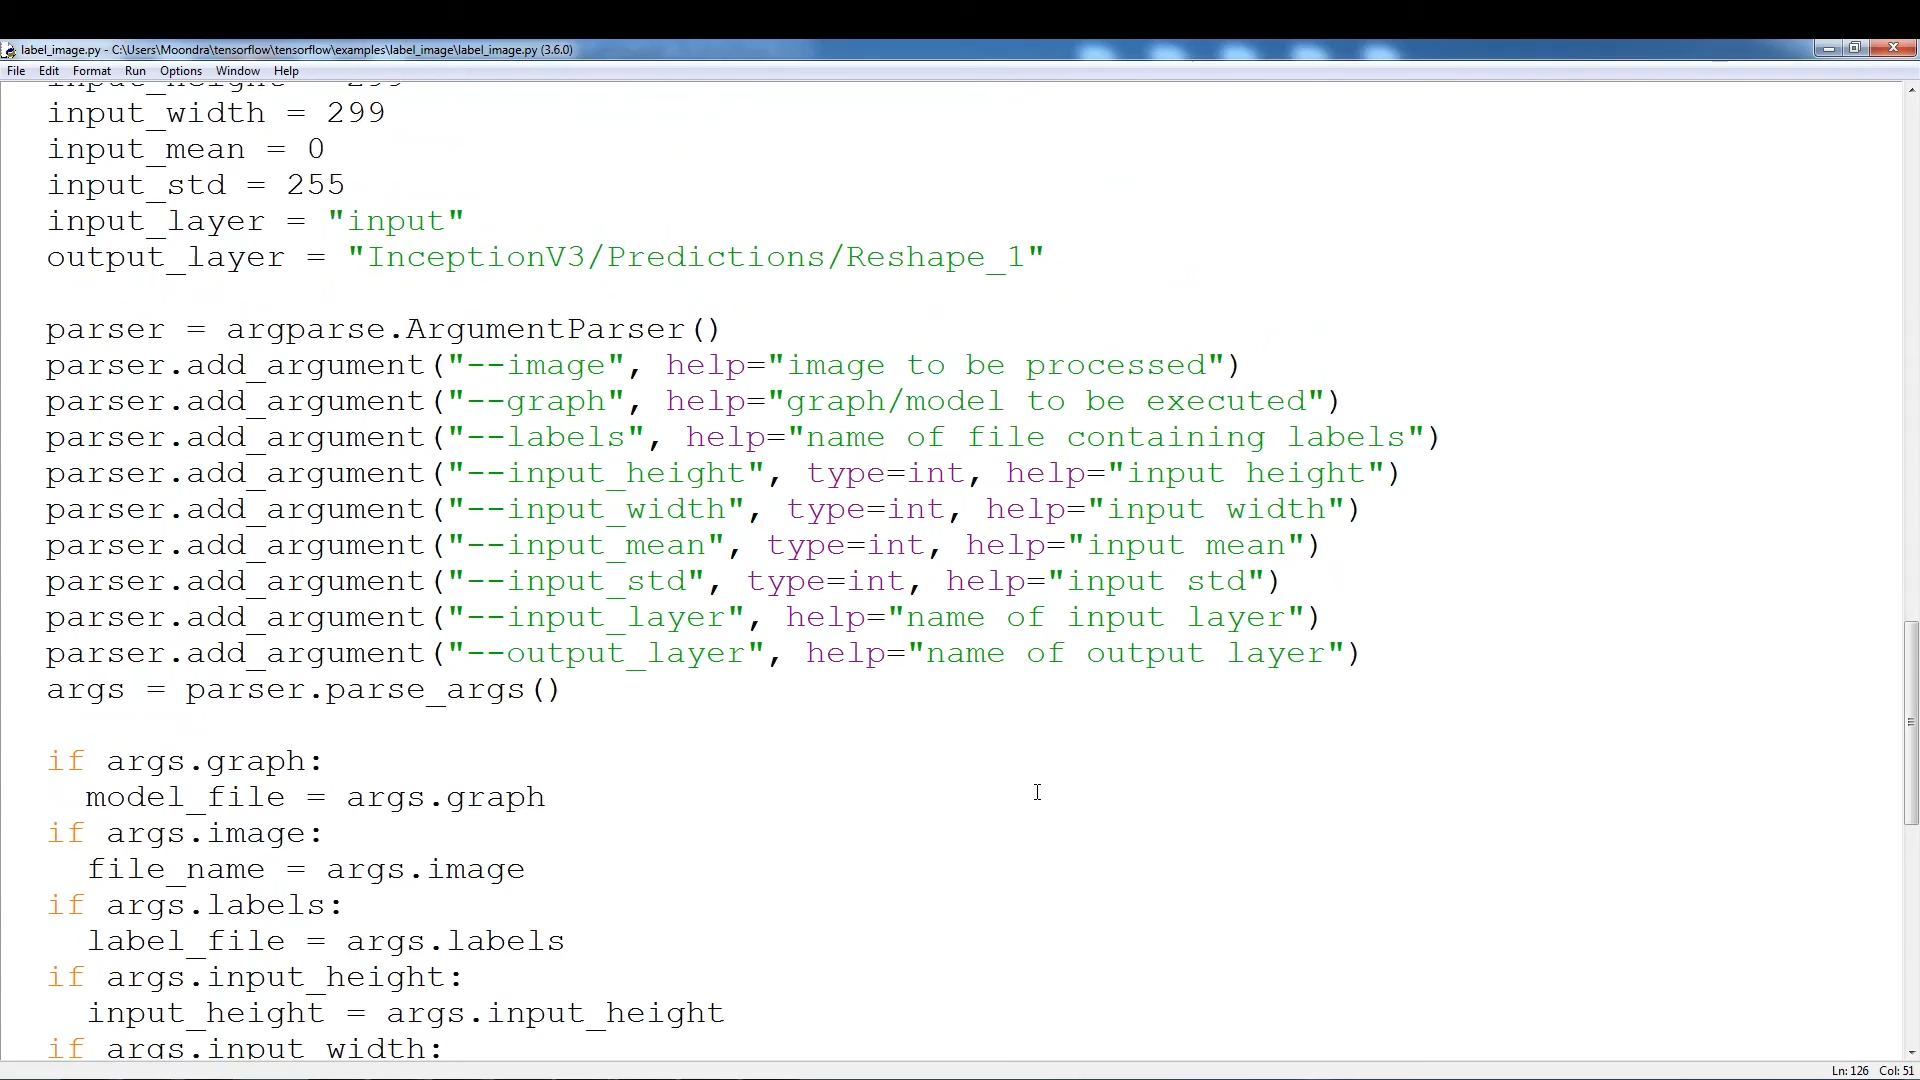 label_image.py - C:\Users\Moondra\tensorflow\tensorflow\examples\label_image\label_image.py (3.6.0)
File Edit Format Run Options Window Help
input_height = 299
input_width = 299
input_mean = 0
input_std = 255
input_layer = "input"
output_layer = "InceptionV3/Predictions/Reshape_1"
parser = argparse.ArgumentParser()
parser.add_argument("--image", help="image to be processed")
parser.add_argument("--graph", help="graph/model to be executed")
parser.add_argument("--labels", help="name of file containing labels")
parser.add_argument("--input_height", type=int, help="input height")
parser.add_argument("--input_width", type=int, help="input width")
parser.add_argument("--input_mean", type=int, help="input mean")
parser.add_argument("--input_std", type=int, help="input std")
parser.add_argument("--input_layer", help="name of input layer")
parser.add_argument("--output_layer", help="name of output layer")
args = parser.parse_args()
if args.graph:
model_file = args.graph
if args.image:
file_name = args.image
if args.labels:
label_file = args.labels
if args.input_height:
input_height = args.input_height
if args.input_width:
Ln: 126 Col: 51